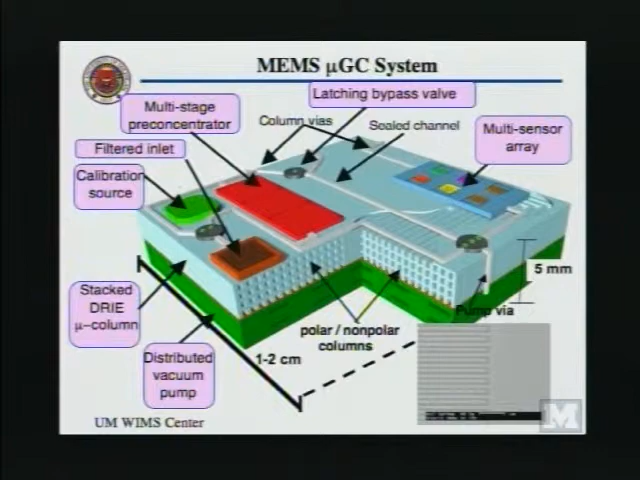 MEMS μGC System
Latching bypass valve
Multi-stage
preconcentrator
Column vias
Sealed channel
Multi-sensor
array
Filtered inlet
Calibration
source
5 mm
Stacked
DRIE
μ-column
Pump via
polar / nonpolar
columns
Distributed
vacuum
pump
1-2 cm
UM WIMS Center
M